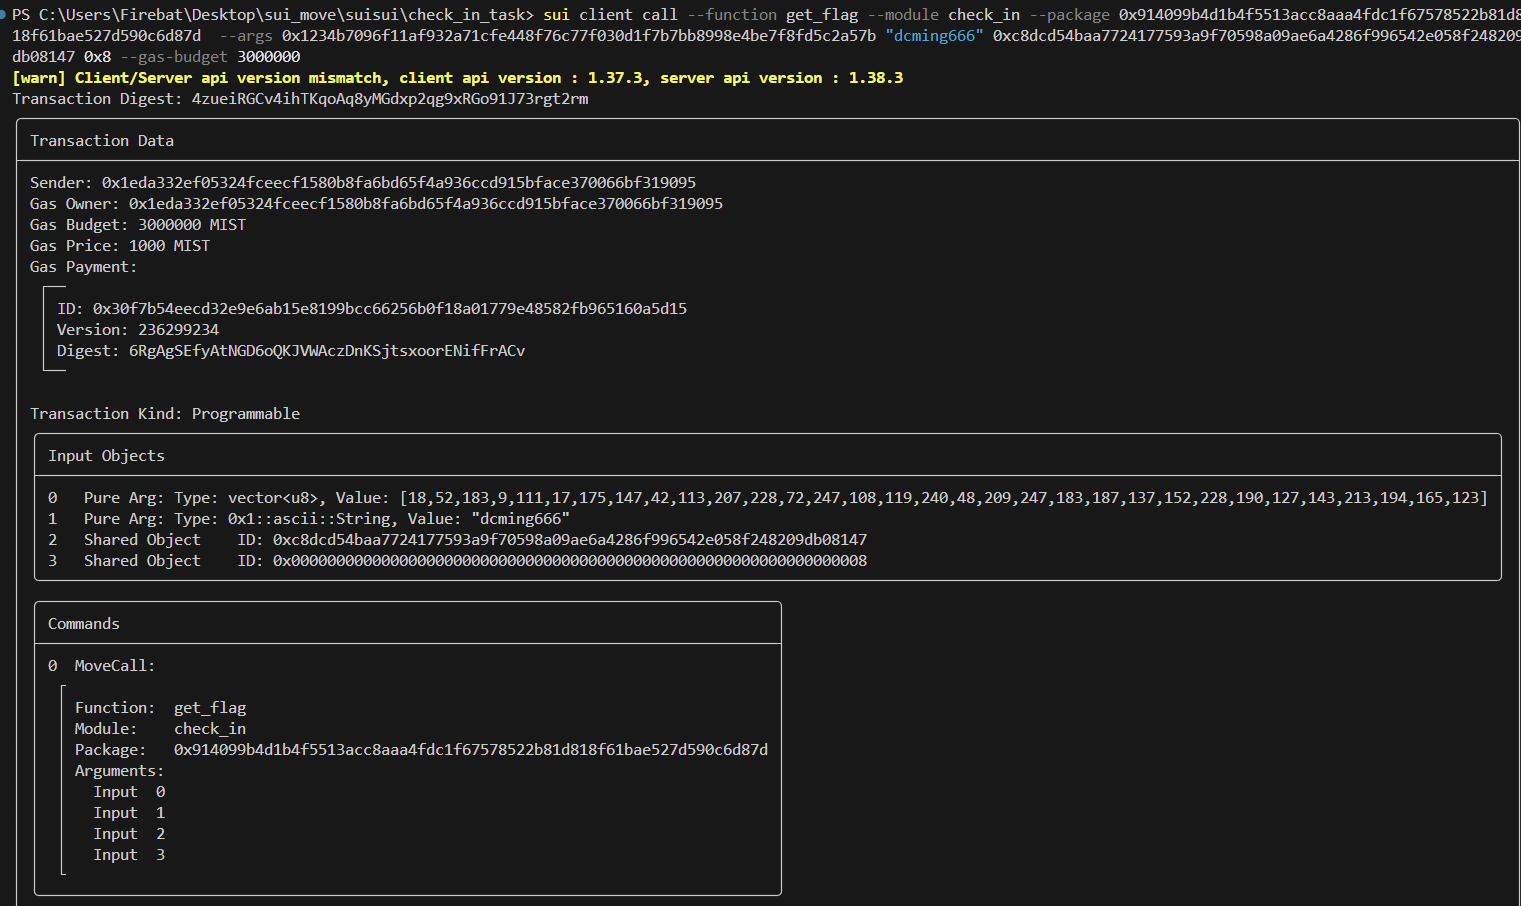 PS C:\Users\Firebat\Desktop\sui_move\suisui\check_in_task> sui client call --function get_flag --module check_in --package 0x914099b4d1b4f5513acc8aaa4fdc1f67578522b81d8
18f61bae527d590c6d87d --args 0x1234b7096f11af932a71cfe448f76c77f030d1f7b7bb8998e4be7f8fd5c2a57b "dcming666" 0xc8dcd54baa7724177593a9f70598a09ae6a4286f996542e058f248209
db08147 0x8 --gas-budget 3000000
[warn] Client/Server api version mismatch, client api version : 1.37.3, server api version : 1.38.3
Transaction Digest: 4zueiRGCv4ihTKqoAq8yMGdxp2qg9xRGo91J73rgt2rm
Transaction Data
Sender: 0x1eda332ef05324fceecf1580b8fa6bd65f4a936ccd915bface370066bf319095
Gas Owner: 0x1eda332ef05324fceecf1580b8fa6bd65f4a936ccd915bface370066bf319095
Gas Budget: 3000000 MIST
Gas Price: 1000 MIST
Gas Payment:
ID: 0x30f7b54eecd32e9e6ab15e8199bcc66256b0f18a01779e48582fb965160a5d15
Version: 236299234
Digest: 6RgAgSEfyAtNGD6oQKJVWAczDnKSjtsxoorENifFrACv
Transaction Kind: Programmable
Input Objects
0 Pure Arg: Type: vector<u8>, Value: [18,52,183,9,111,17,175,147,42,113,207,228,72,247,108,119,240,48,209,247,183,187,137,152,228,190,127,143,213,194,165,123]
1 Pure Arg: Type: 0x1::ascii::String, Value: "dcming666"
2 Shared Object ID: 0xc8dcd54baa7724177593a9f70598a09ae6a4286f996542e058f248209db08147
3 Shared Object ID: 0x0000000000000000000000000000000000000000000000000000000000000008
Commands
0 MoveCall:
Function: get_flag
Module: check_in
Package: 0x914099b4d1b4f5513acc8aaa4fdc1f67578522b81d818f61bae527d590c6d87d
Arguments:
Input 0
Input 1
Input 2
Input 3